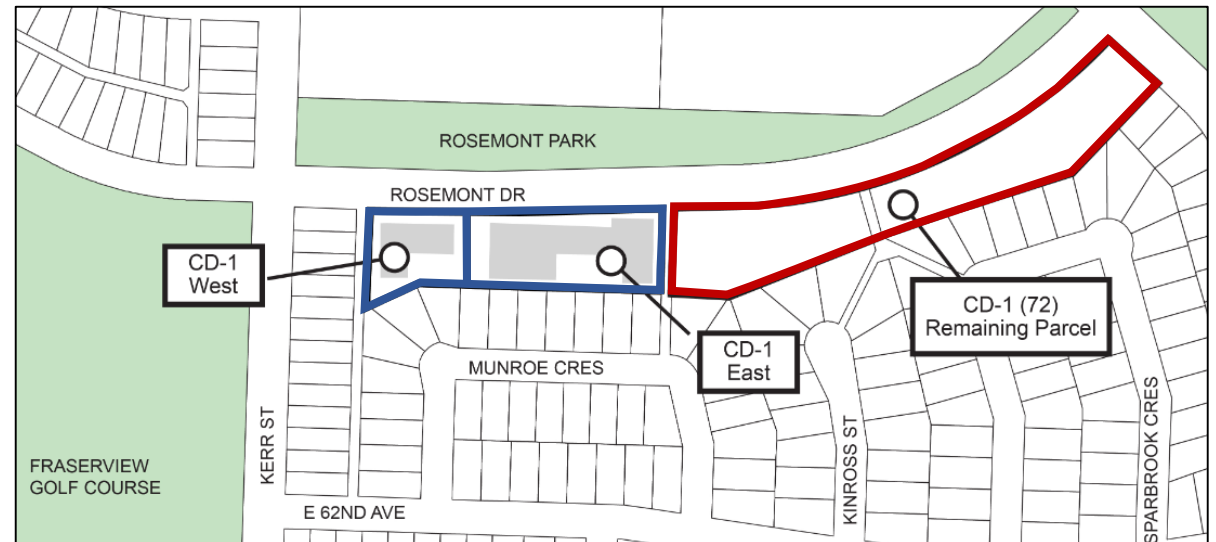 ROSEMONT PARK
ROSEMONT DR
CD-1
West
CD-1 (72)
Remaining Parcel
CD-1
East
MUNROE CRES
KERR ST
KINROSS ST
SPARBROOK CRES
FRASERVIEW
GOLF COURSE
E 62ND AVE